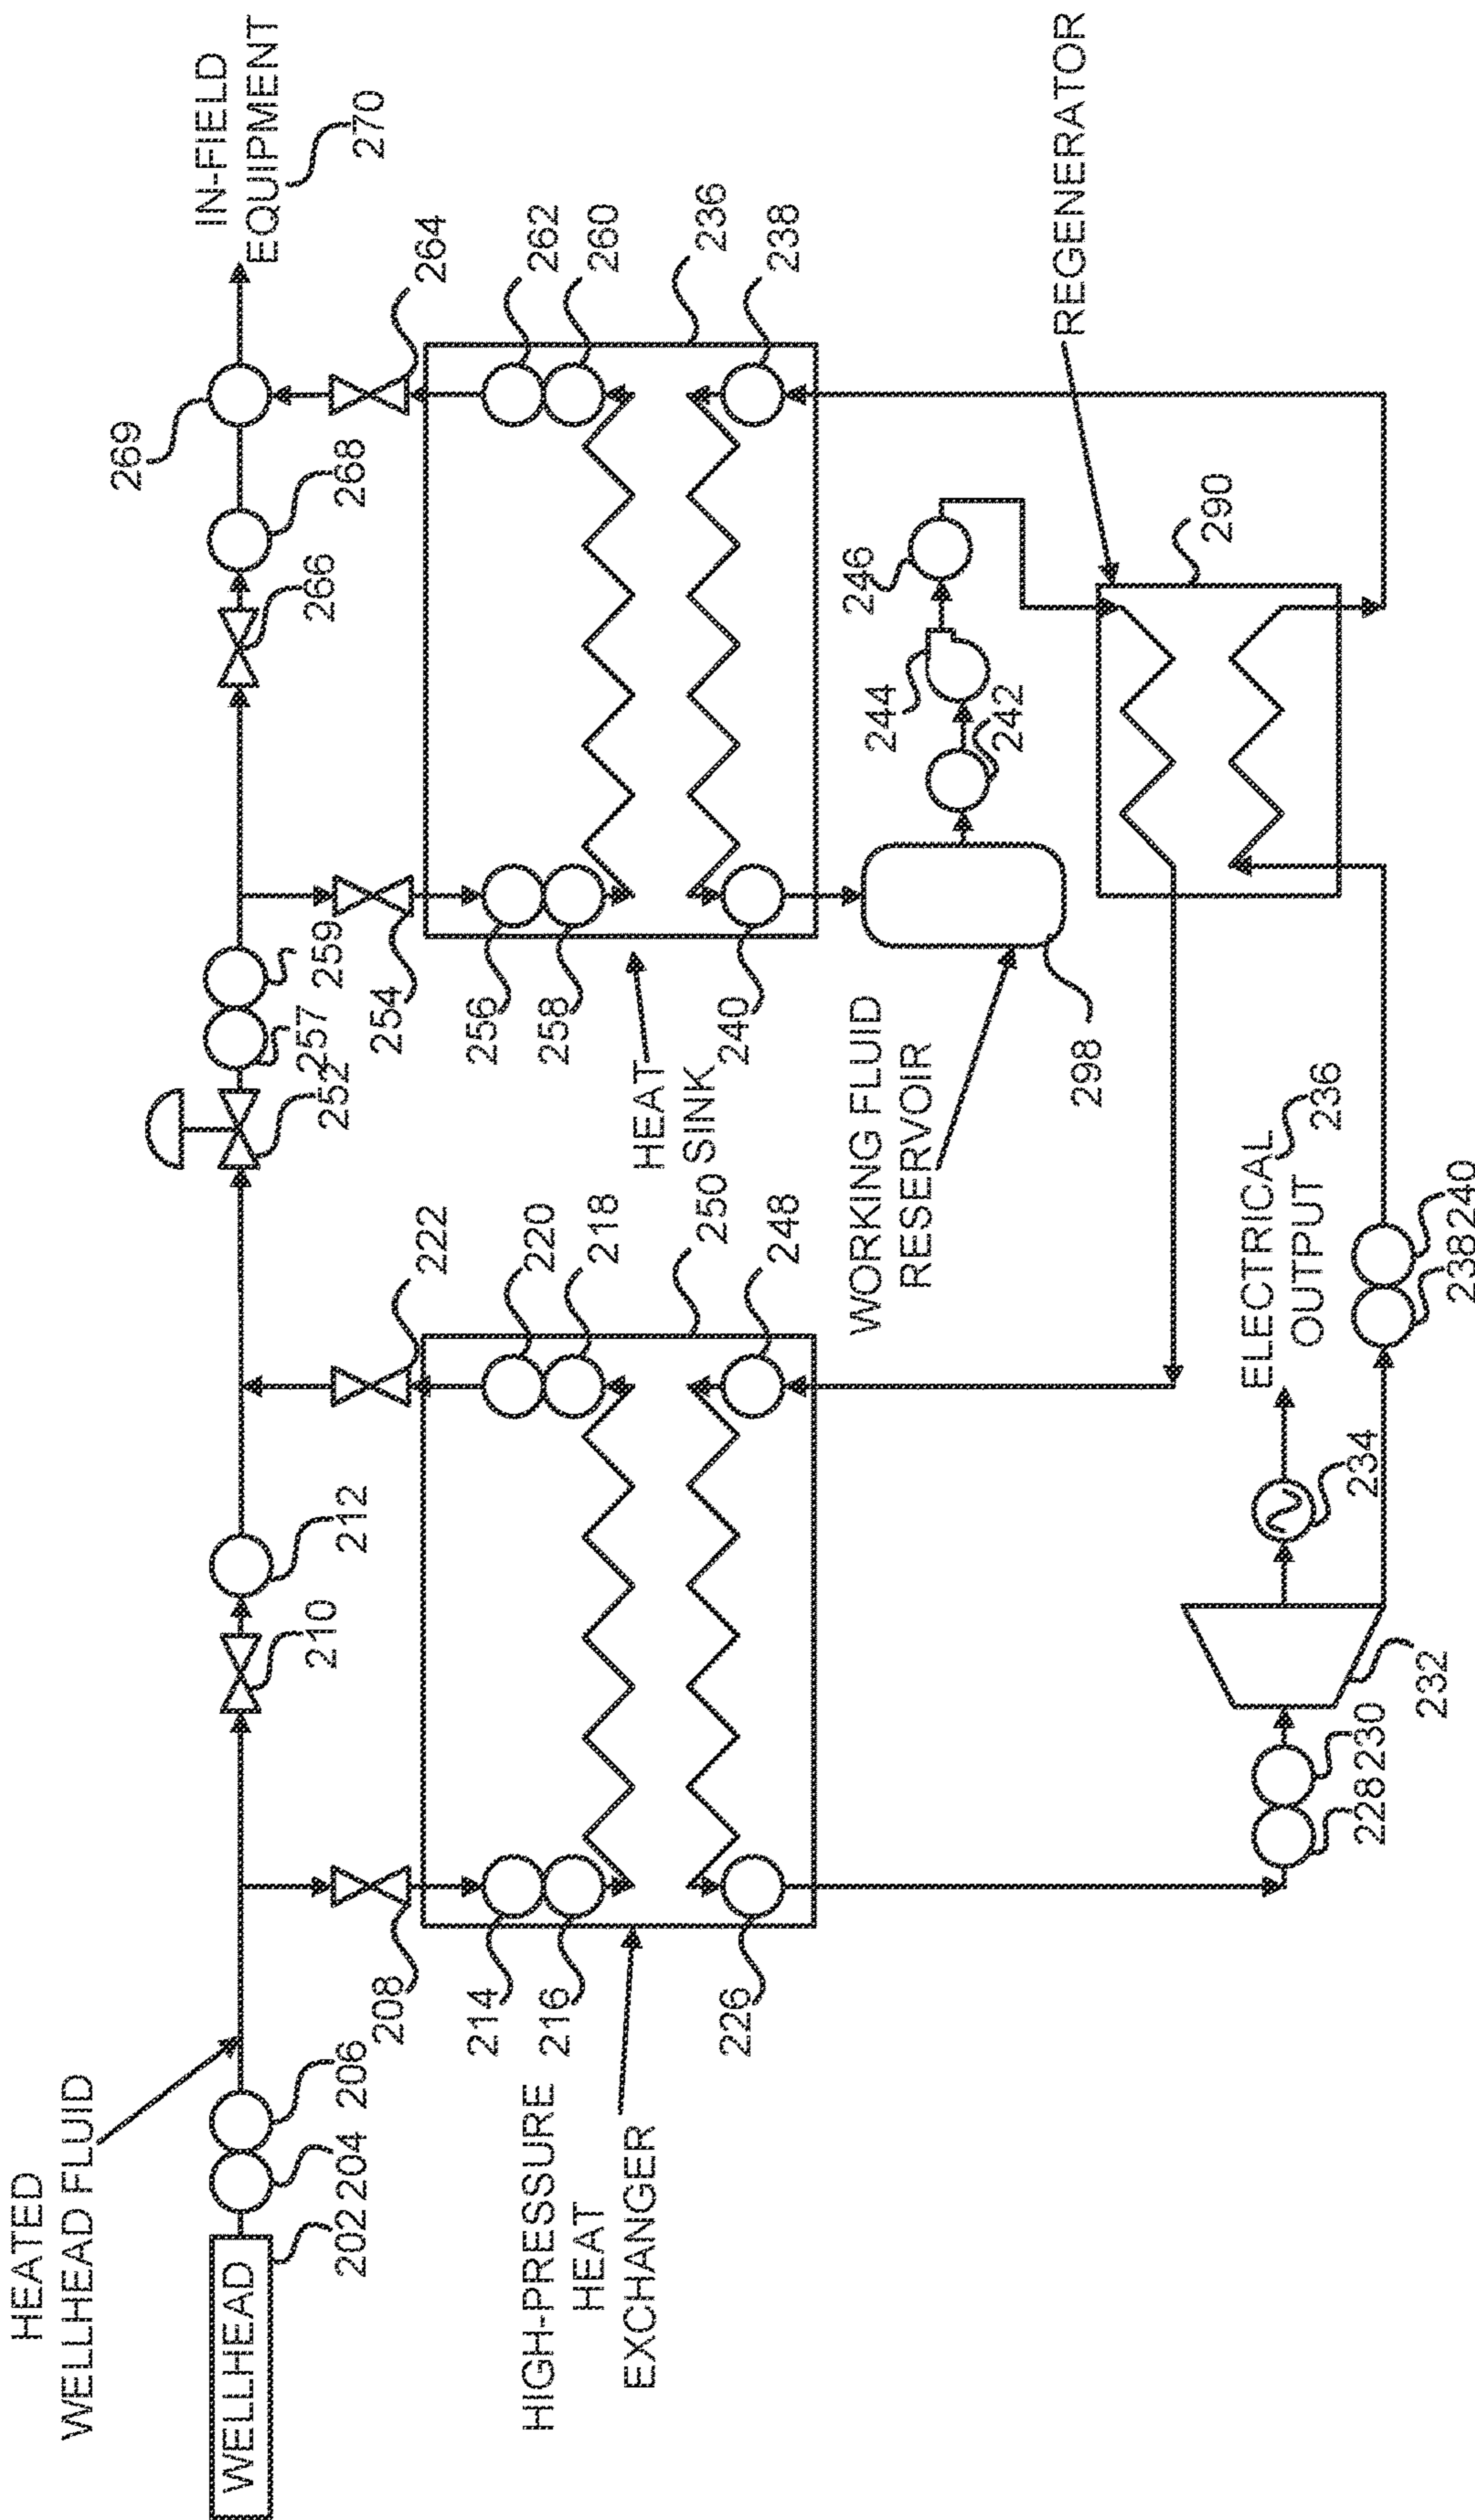 HEATED
WELLHEAD FLUID
WELLHEAD
202
204
206
208
210
212
HIGH-PRESSURE
HEAT
EXCHANGER
214
216
226
222
220
218
250
248
252
257
259
254
256
258
240
HEAT
SINK
266
268
269
IN-FIELD
EQUIPMENT
270
264
262
260
236
238
WORKING FLUID
RESERVOIR
298
242
244
246
REGENERATOR
290
228
230
232
234
ELECTRICAL
OUTPUT
236
238
240